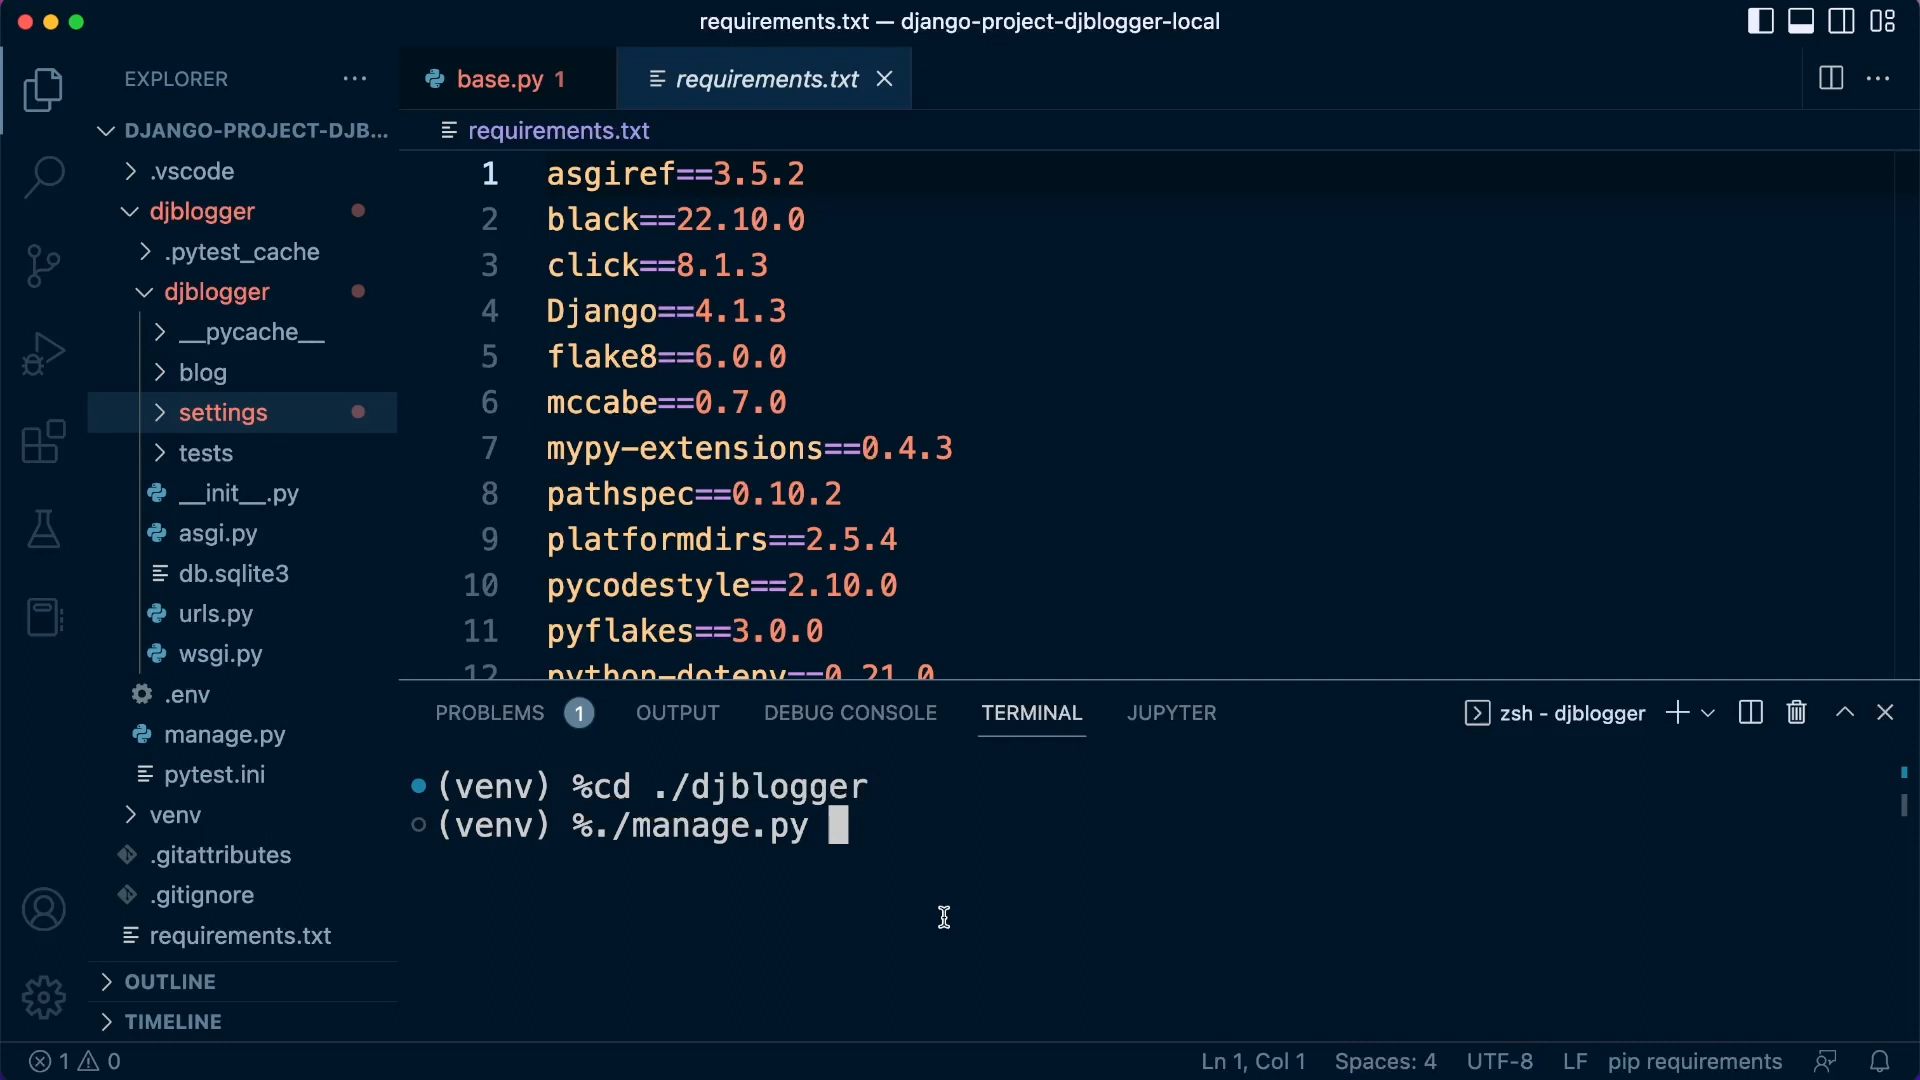 requirements.txt — django-project-djblogger-local
EXPLORER
DJANGO-PROJECT-DJB...
.vscode
djblogger
.pytest_cache
djblogger
__pycache__
blog
settings
tests
__init__.py
asgi.py
db.sqlite3
urls.py
wsgi.py
.env
manage.py
pytest.ini
venv
.gitattributes
.gitignore
requirements.txt
OUTLINE
TIMELINE
base.py 1
requirements.txt
requirements.txt
1 asgiref==3.5.2
2 black==22.10.0
3 click==8.1.3
4 Django==4.1.3
5 flake8==6.0.0
6 mccabe==0.7.0
7 mypy-extensions==0.4.3
8 pathspec==0.10.2
9 platformdirs==2.5.4
10 pycodestyle==2.10.0
11 pyflakes==3.0.0
12 python-dotenv==0.21.0
PROBLEMS 1 OUTPUT DEBUG CONSOLE TERMINAL JUPYTER
zsh - djblogger
(venv) %cd ./djblogger
(venv) %./manage.py
1 0
Ln 1, Col 1 Spaces: 4 UTF-8 LF pip requirements